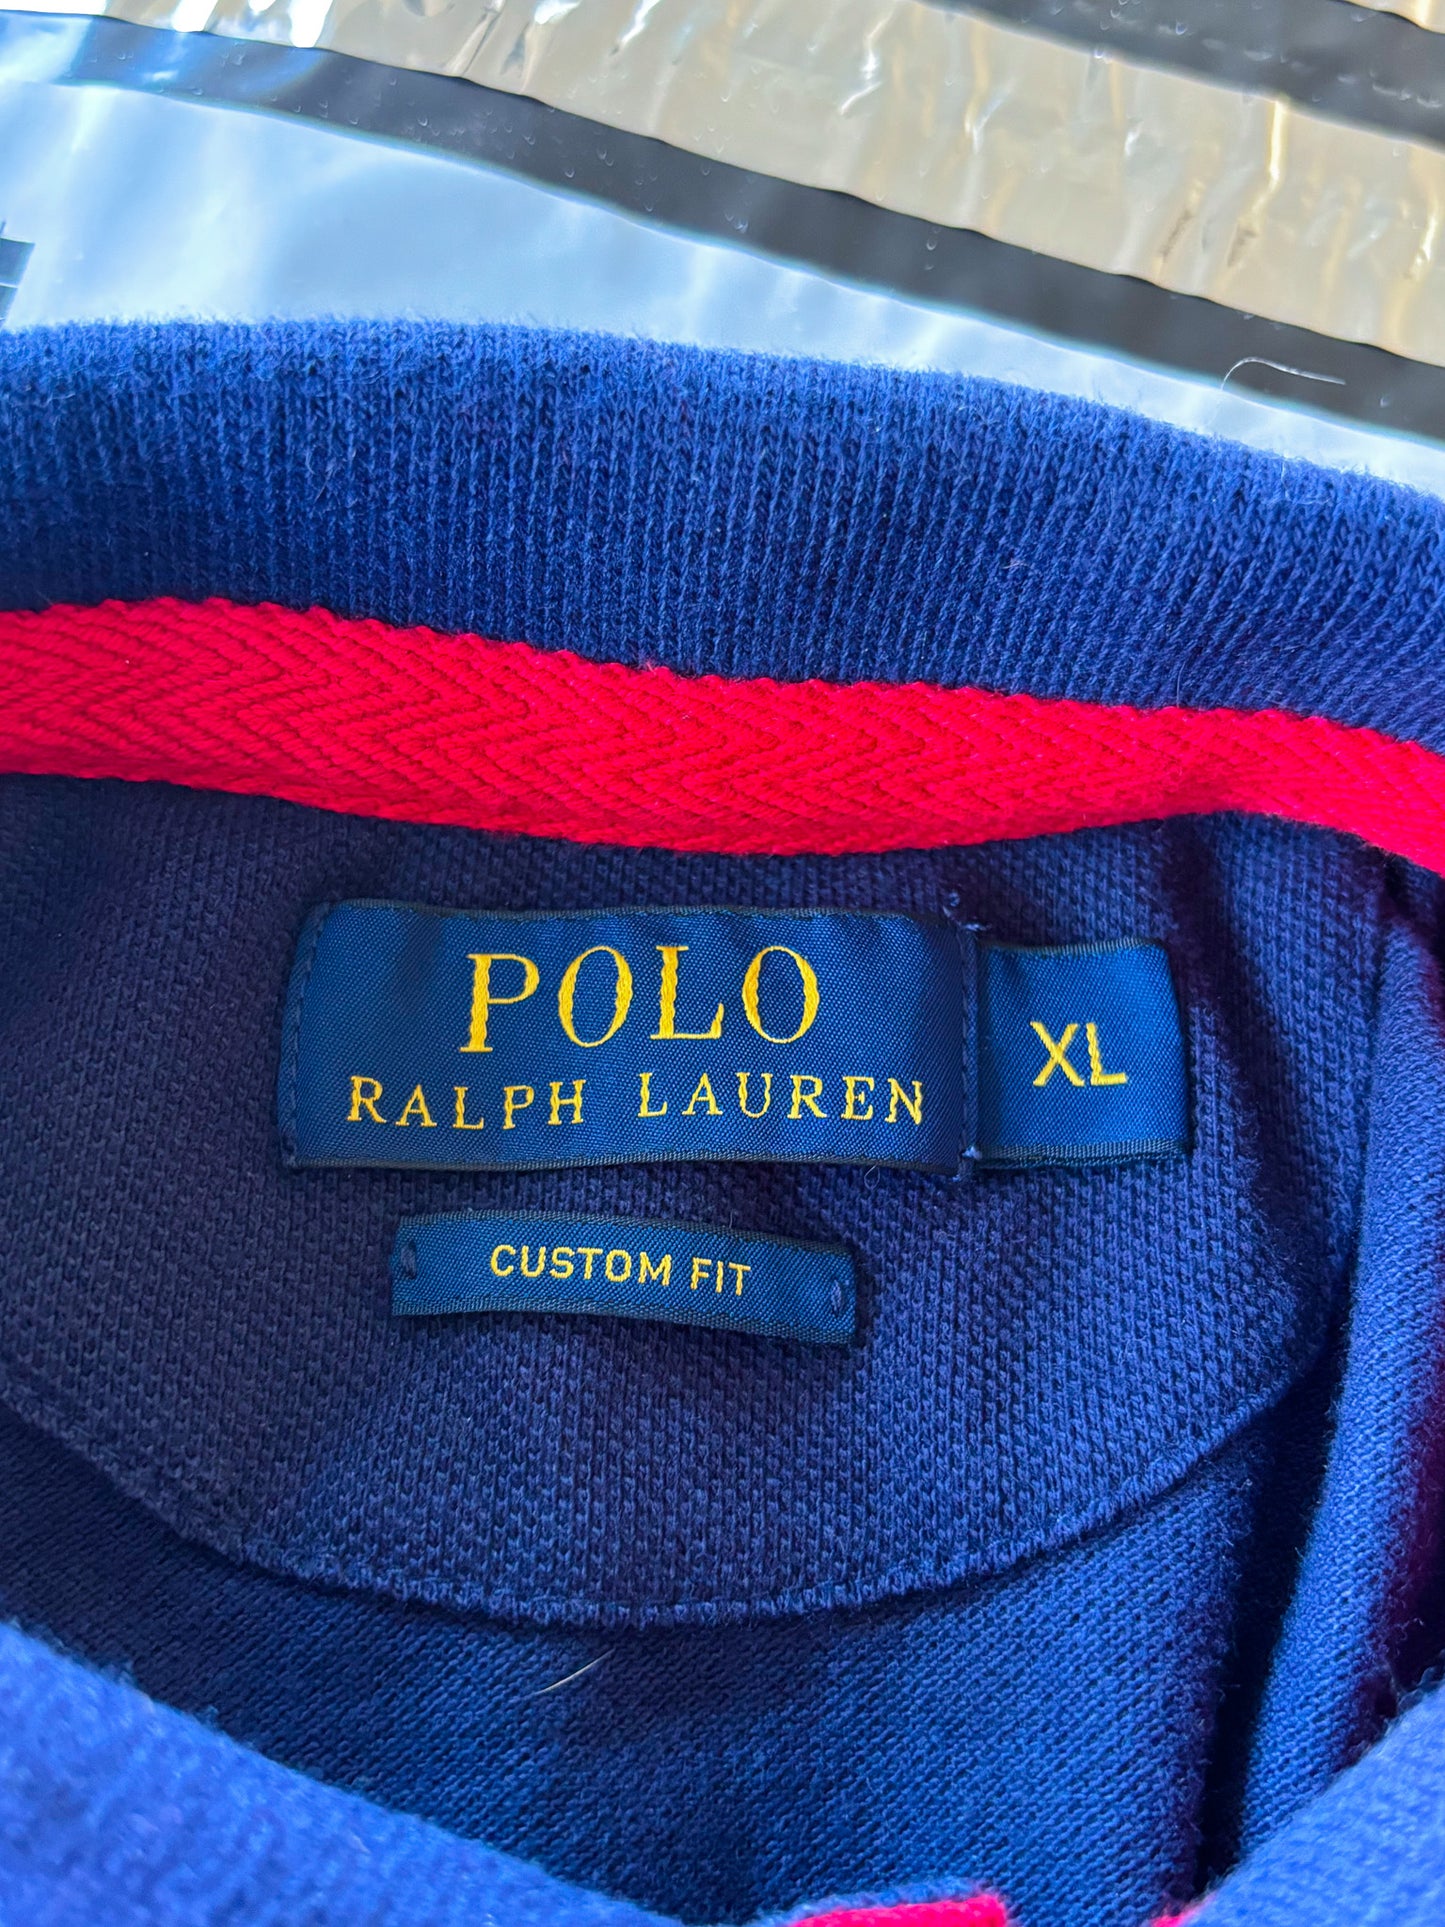 POLO
RALPH LAUREN
XL
CUSTOM FIT